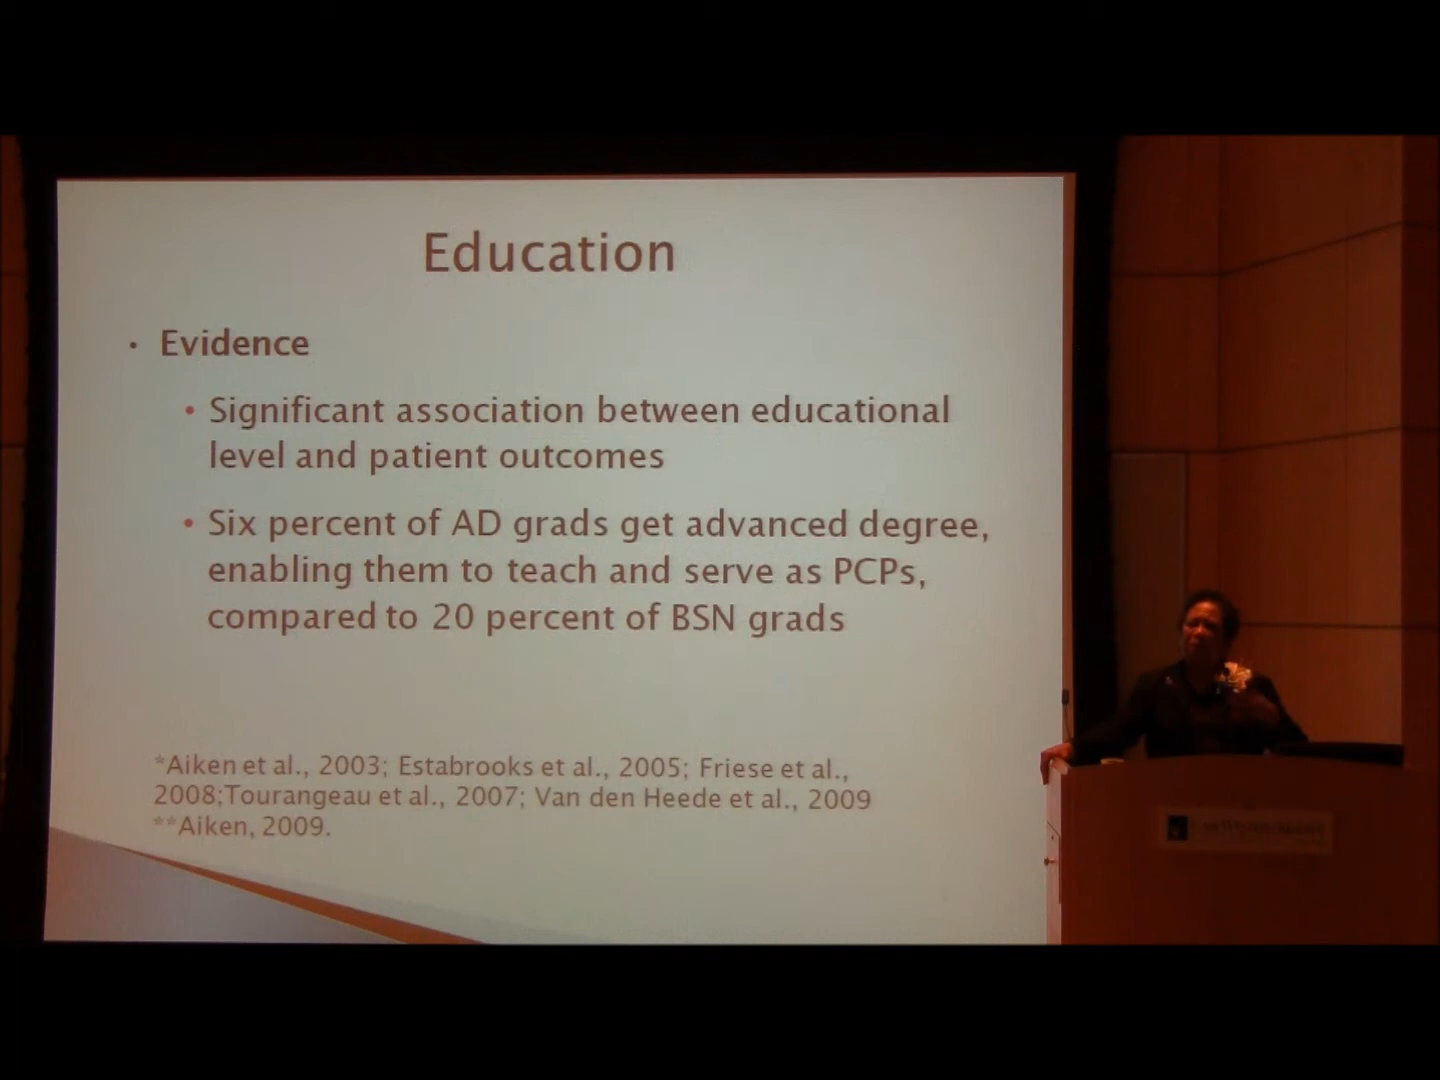 Education
• Evidence
• Significant association between educational
level and patient outcomes
• Six percent of AD grads get advanced degree,
enabling them to teach and serve as PCPs,
compared to 20 percent of BSN grads
*Aiken et al., 2003; Estabrooks et al., 2005; Friese et al.,
2008;Tourangeau et al., 2007; Van den Heede et al., 2009
**Aiken, 2009.